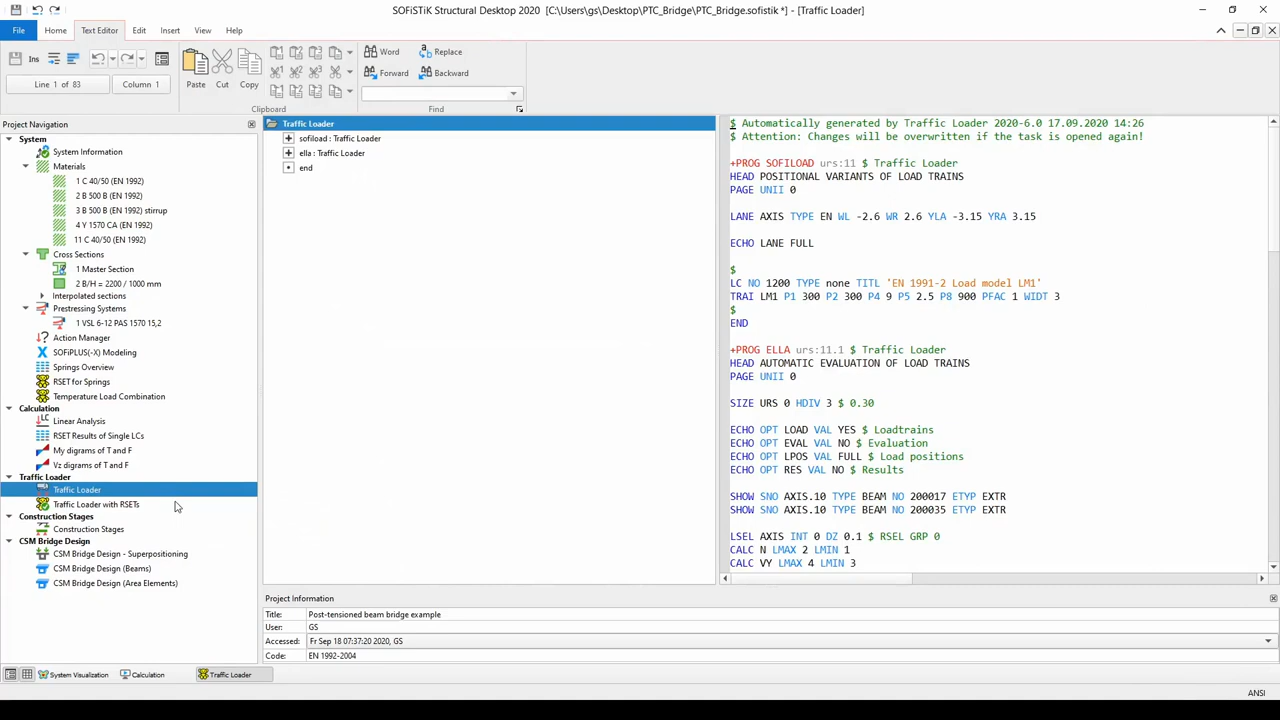 SOFiSTiK Structural Desktop 2020 [C:\Users\gs\Desktop\PTC_Bridge\PTC_Bridge.sofistik *] - [Traffic Loader]
File Home Text Editor Edit Insert View Help
Ins
Line 1 of 83
Column 1
Paste
Cut
Copy
Clipboard
Word
Replace
Forward
Backward
Find
Project Navigation
System
System Information
Materials
1 C 40/50 (EN 1992)
2 B 500 B (EN 1992)
3 B 500 B (EN 1992) stirrup
4 Y 1570 CA (EN 1992)
11 C 40/50 (EN 1992)
Cross Sections
1 Master Section
2 B/H = 2200 / 1000 mm
Interpolated sections
Prestressing Systems
1 VSL 6-12 PAS 1570 15,2
Action Manager
SOFiPLUS(-X) Modeling
Springs Overview
RSET for Springs
Temperature Load Combination
Calculation
Linear Analysis
RSET Results of Single LCs
My digrams of T and F
Vz digrams of T and F
Traffic Loader
Traffic Loader
Traffic Loader with RSETs
Construction Stages
Construction Stages
CSM Bridge Design
CSM Bridge Design - Superpositioning
CSM Bridge Design (Beams)
CSM Bridge Design (Area Elements)
Traffic Loader
sofiload : Traffic Loader
ella : Traffic Loader
end
$ Automatically generated by Traffic Loader 2020-6.0 17.09.2020 14:26
$ Attention: Changes will be overwritten if the task is opened again!
+PROG SOFILOAD urs:11 $ Traffic Loader
HEAD POSITIONAL VARIANTS OF LOAD TRAINS
PAGE UNII 0
LANE AXIS TYPE EN WL -2.6 WR 2.6 YLA -3.15 YRA 3.15
ECHO LANE FULL
$
LC NO 1200 TYPE none TITL 'EN 1991-2 Load model LM1'
TRAI LM1 P1 300 P2 300 P4 9 P5 2.5 P8 900 PFAC 1 WIDT 3
$
END
+PROG ELLA urs:11.1 $ Traffic Loader
HEAD AUTOMATIC EVALUATION OF LOAD TRAINS
PAGE UNII 0
SIZE URS 0 HDIV 3 $ 0.30
ECHO OPT LOAD VAL YES $ Loadtrains
ECHO OPT EVAL VAL NO $ Evaluation
ECHO OPT LPOS VAL FULL $ Load positions
ECHO OPT RES VAL NO $ Results
SHOW SNO AXIS.10 TYPE BEAM NO 200017 ETYP EXTR
SHOW SNO AXIS.10 TYPE BEAM NO 200035 ETYP EXTR
LSEL AXIS INT 0 DZ 0.1 $ RSEL GRP 0
CALC N LMAX 2 LMIN 1
CALC VY LMAX 4 LMIN 3
Project Information
Title: Post-tensioned beam bridge example
User: GS
Accessed: Fr Sep 18 07:37:20 2020, GS
Code: EN 1992-2004
System Visualization
Calculation
Traffic Loader
ANSI